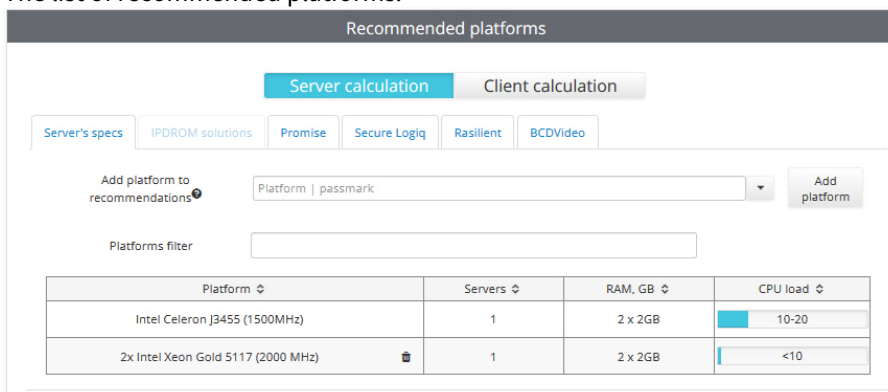 Recommended platforms
Server calculation Client calculation
Server's specs IPDROM solutions Promise Secure Logiq Rasilient BCDVideo
Add platform to
recommendations?
Platform | passmark
Add
platform
Platforms filter
Platform Servers RAM, GB CPU load
Intel Celeron J3455 (1500MHz) 1 2 x 2GB 10-20
2x Intel Xeon Gold 5117 (2000 MHz) 1 2 x 2GB <10